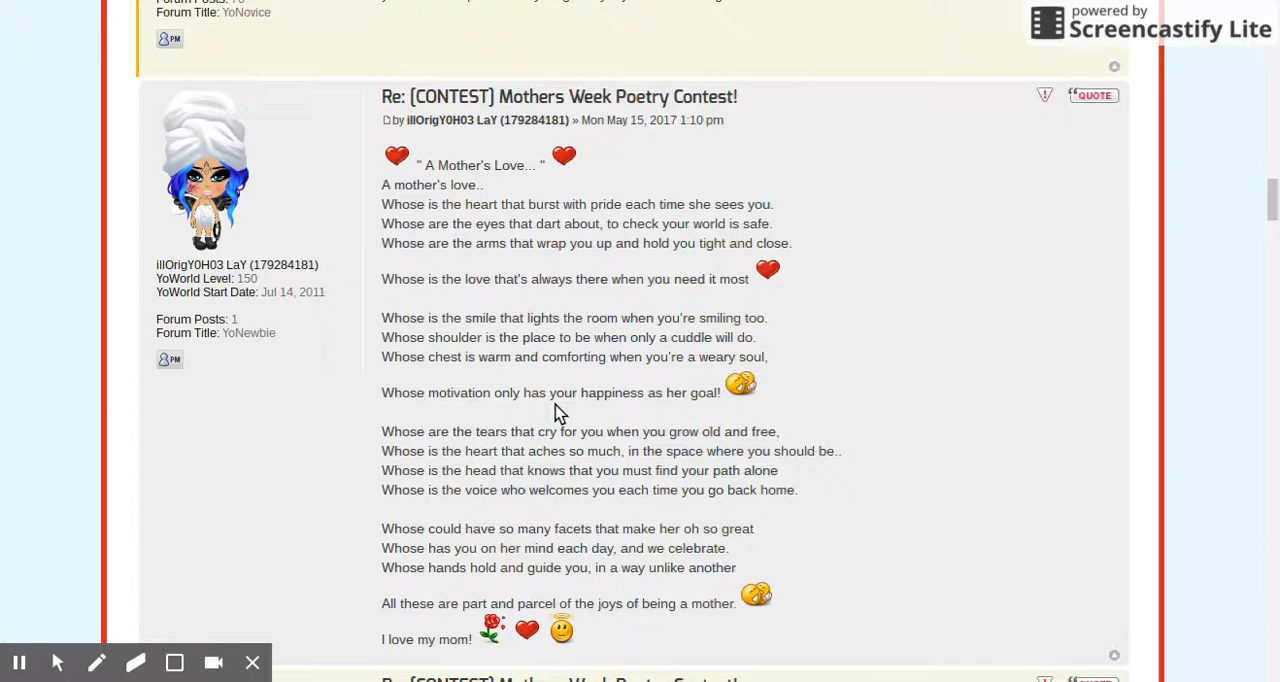 Forum Title: YoNovice
PM
powered by
Screencastify Lite
Re: [CONTEST] Mothers Week Poetry Contest!
QUOTE
by illOrigY0H03 LaY (179284181) » Mon May 15, 2017 1:10 pm
" A Mother's Love... "
A mother's love..
Whose is the heart that burst with pride each time she sees you.
Whose are the eyes that dart about, to check your world is safe.
Whose are the arms that wrap you up and hold you tight and close.
Whose is the love that's always there when you need it most
Whose is the smile that lights the room when you're smiling too.
Whose shoulder is the place to be when only a cuddle will do.
Whose chest is warm and comforting when you're a weary soul,
Whose motivation only has your happiness as her goal!
Whose are the tears that cry for you when you grow old and free,
Whose is the heart that aches so much, in the space where you should be..
Whose is the head that knows that you must find your path alone
Whose is the voice who welcomes you each time you go back home.
Whose could have so many facets that make her oh so great
Whose has you on her mind each day, and we celebrate.
Whose hands hold and guide you, in a way unlike another
All these are part and parcel of the joys of being a mother.
I love my mom!
illOrigY0H03 LaY (179284181)
YoWorld Level: 150
YoWorld Start Date: Jul 14, 2011
Forum Posts: 1
Forum Title: YoNewbie
PM